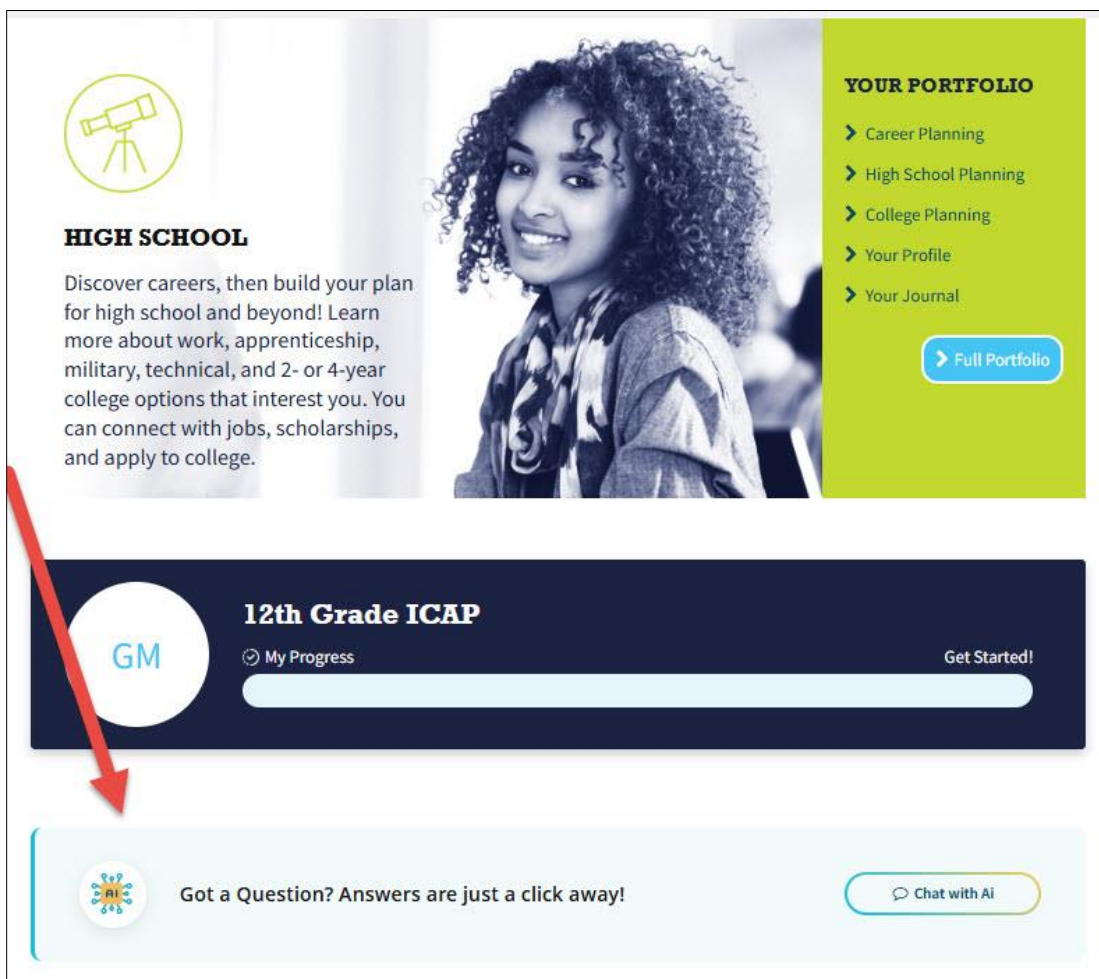 HIGH SCHOOL
Discover careers, then build your plan
for high school and beyond! Learn
more about work, apprenticeship,
military, technical, and 2- or 4-year
college options that interest you. You
can connect with jobs, scholarships,
and apply to college.
YOUR PORTFOLIO
Career Planning
High School Planning
College Planning
Your Profile
Your Journal
Full Portfolio
GM
12th Grade ICAP
My Progress
Get Started!
AI
Got a Question? Answers are just a click away!
Chat with Ai